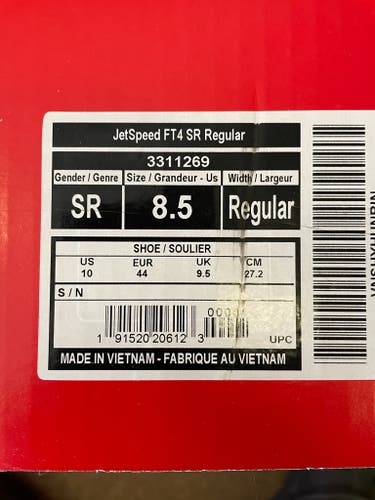 JetSpeed FT4 SR Regular
3311269
Gender / Genre Size / Grandeur - Us Width / Largeur
SR 8.5 Regular
SHOE / SOULIER
US EUR UK CM
10 44 9.5 27.2
S / N
1 91520 20612 3 UPC
MADE IN VIETNAM - FABRIQUE AU VIETNAM